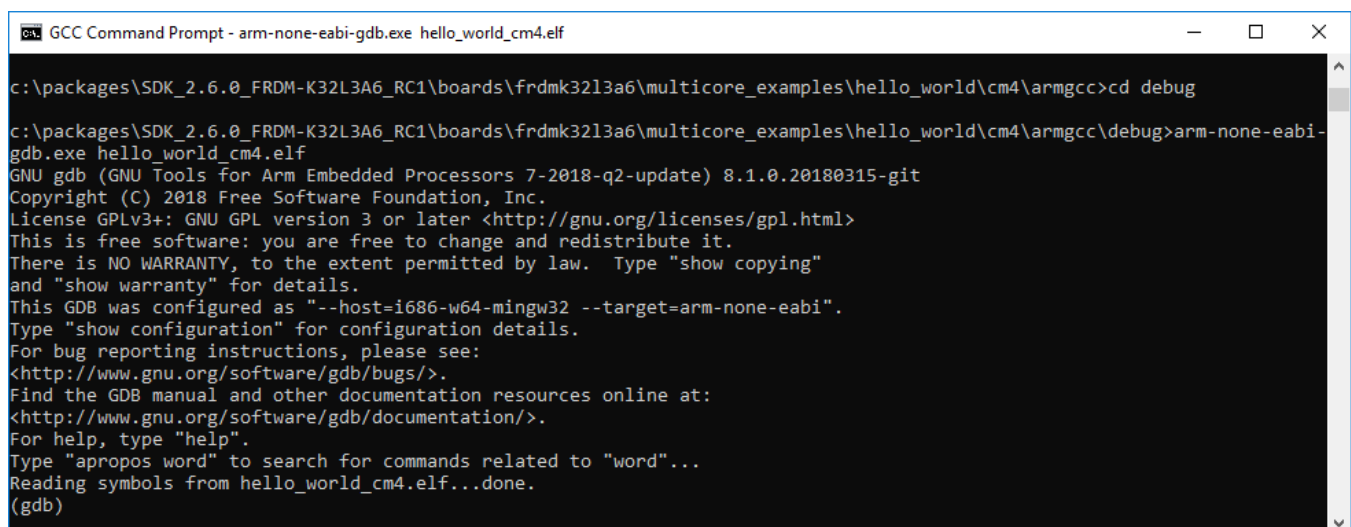 GCC Command Prompt - arm-none-eabi-gdb.exe hello_world_cm4.elf
c:\packages\SDK_2.6.0_FRDM-K32L3A6_RC1\boards\frdmk32l3a6\multicore_examples\hello_world\cm4\armgcc>cd debug
c:\packages\SDK_2.6.0_FRDM-K32L3A6_RC1\boards\frdmk32l3a6\multicore_examples\hello_world\cm4\armgcc\debug>arm-none-eabi-
gdb.exe hello_world_cm4.elf
GNU gdb (GNU Tools for Arm Embedded Processors 7-2018-q2-update) 8.1.0.20180315-git
Copyright (C) 2018 Free Software Foundation, Inc.
License GPLv3+: GNU GPL version 3 or later <http://gnu.org/licenses/gpl.html>
This is free software: you are free to change and redistribute it.
There is NO WARRANTY, to the extent permitted by law.  Type "show copying"
and "show warranty" for details.
This GDB was configured as "--host=i686-w64-mingw32 --target=arm-none-eabi".
Type "show configuration" for configuration details.
For bug reporting instructions, please see:
<http://www.gnu.org/software/gdb/bugs/>.
Find the GDB manual and other documentation resources online at:
<http://www.gnu.org/software/gdb/documentation/>.
For help, type "help".
Type "apropos word" to search for commands related to "word"...
Reading symbols from hello_world_cm4.elf...done.
(gdb)